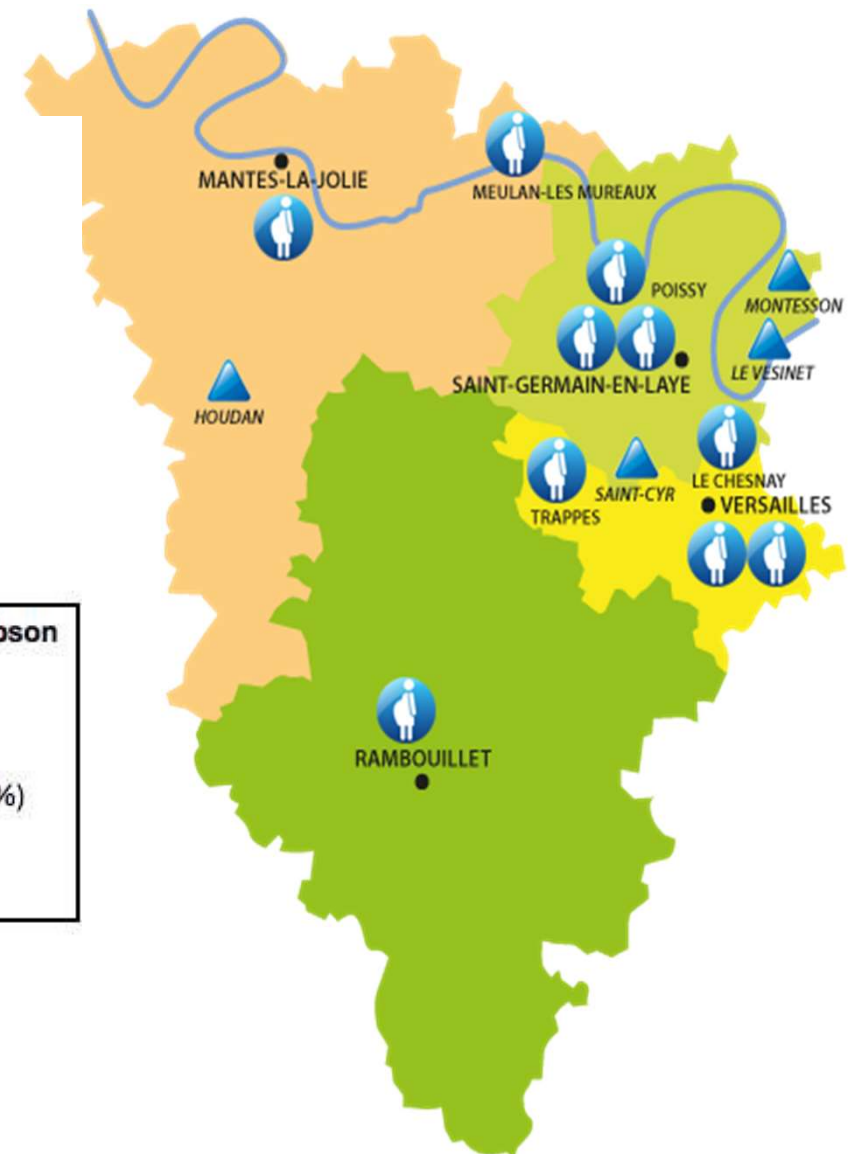 MANTES-LA-JOLIE
MEULAN-LES MUREAUX
POISSY
MONTESSON
LE VESINET
SAINT-GERMAIN-EN-LAYE
HOUDAN
LE CHESNAY
SAINT-CYR
VERSAILLES
TRAPPES
%)
RAMBOUILLET